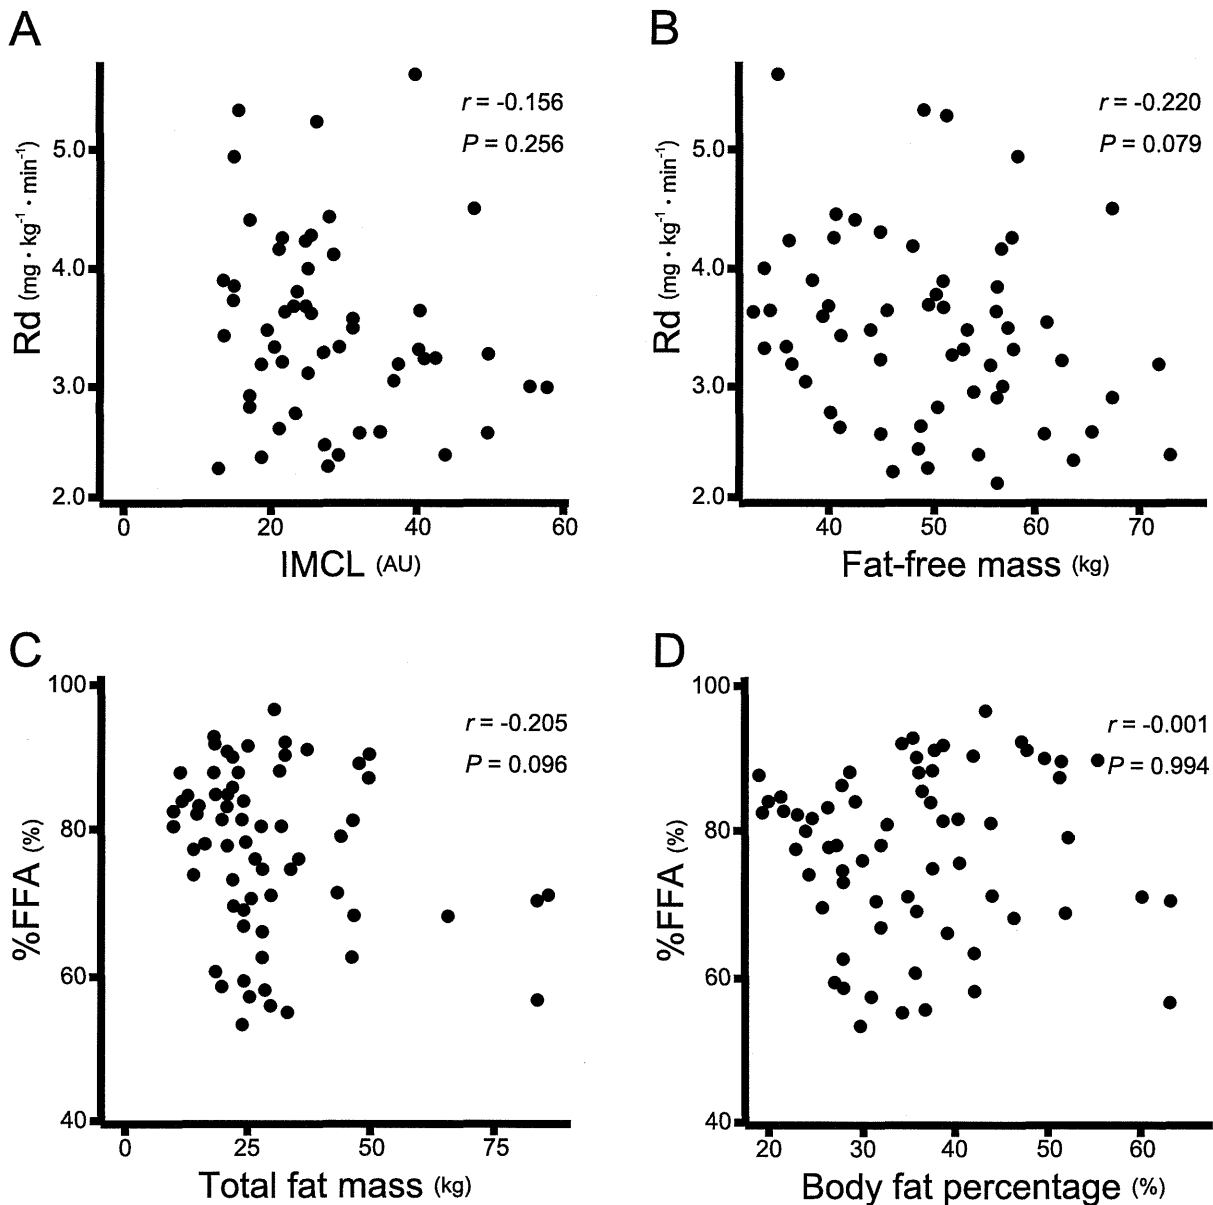 A
r = -0.156
P = 0.256
5.0
4.0
3.0
2.0
Rd (mg · kg⁻¹ · min⁻¹)
0 20 40 60
IMCL (AU)
B
r = -0.220
P = 0.079
5.0
4.0
3.0
2.0
Rd (mg · kg⁻¹ · min⁻¹)
40 50 60 70
Fat-free mass (kg)
C
100
r = -0.205
P = 0.096
80
60
40
%FFA (%)
0 25 50 75
Total fat mass (kg)
D
100
r = -0.001
P = 0.994
80
60
40
%FFA (%)
20 30 40 50 60
Body fat percentage (%)